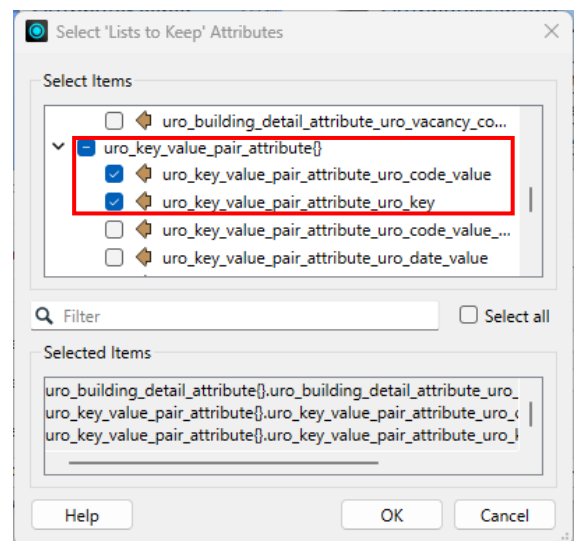 Select 'Lists to Keep' Attributes
Select Items
uro_building_detail_attribute_uro_vacancy_co...
uro_key_value_pair_attribute{}
uro_key_value_pair_attribute_uro_code_value
uro_key_value_pair_attribute_uro_key
uro_key_value_pair_attribute_uro_code_value_...
uro_key_value_pair_attribute_uro_date_value
Filter
Select all
Selected Items
uro_building_detail_attribute{}.uro_building_detail_attribute_uro_
uro_key_value_pair_attribute{}.uro_key_value_pair_attribute_uro_
uro_key_value_pair_attribute{}.uro_key_value_pair_attribute_uro_
Help
OK
Cancel